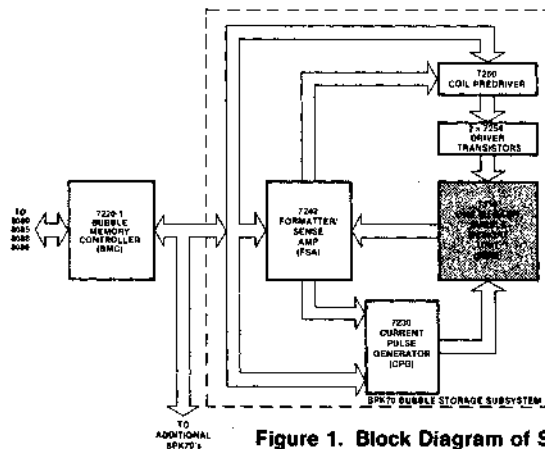 7250
COIL PREDRIVER
2 × 7254
DRIVER
TRANSISTORS
TO
8080
8085
8088
8086
7220-1
BUBBLE
MEMORY
CONTROLLER
(BMC)
7242
FORMATTER/
SENSE
AMP
(FSA)
7230
CURRENT
PULSE
GENERATOR
(CPG)
BPK70 BUBBLE STORAGE SUBSYSTEM
TO
ADDITIONAL
BPK70's
Figure 1. Block Diagram of S